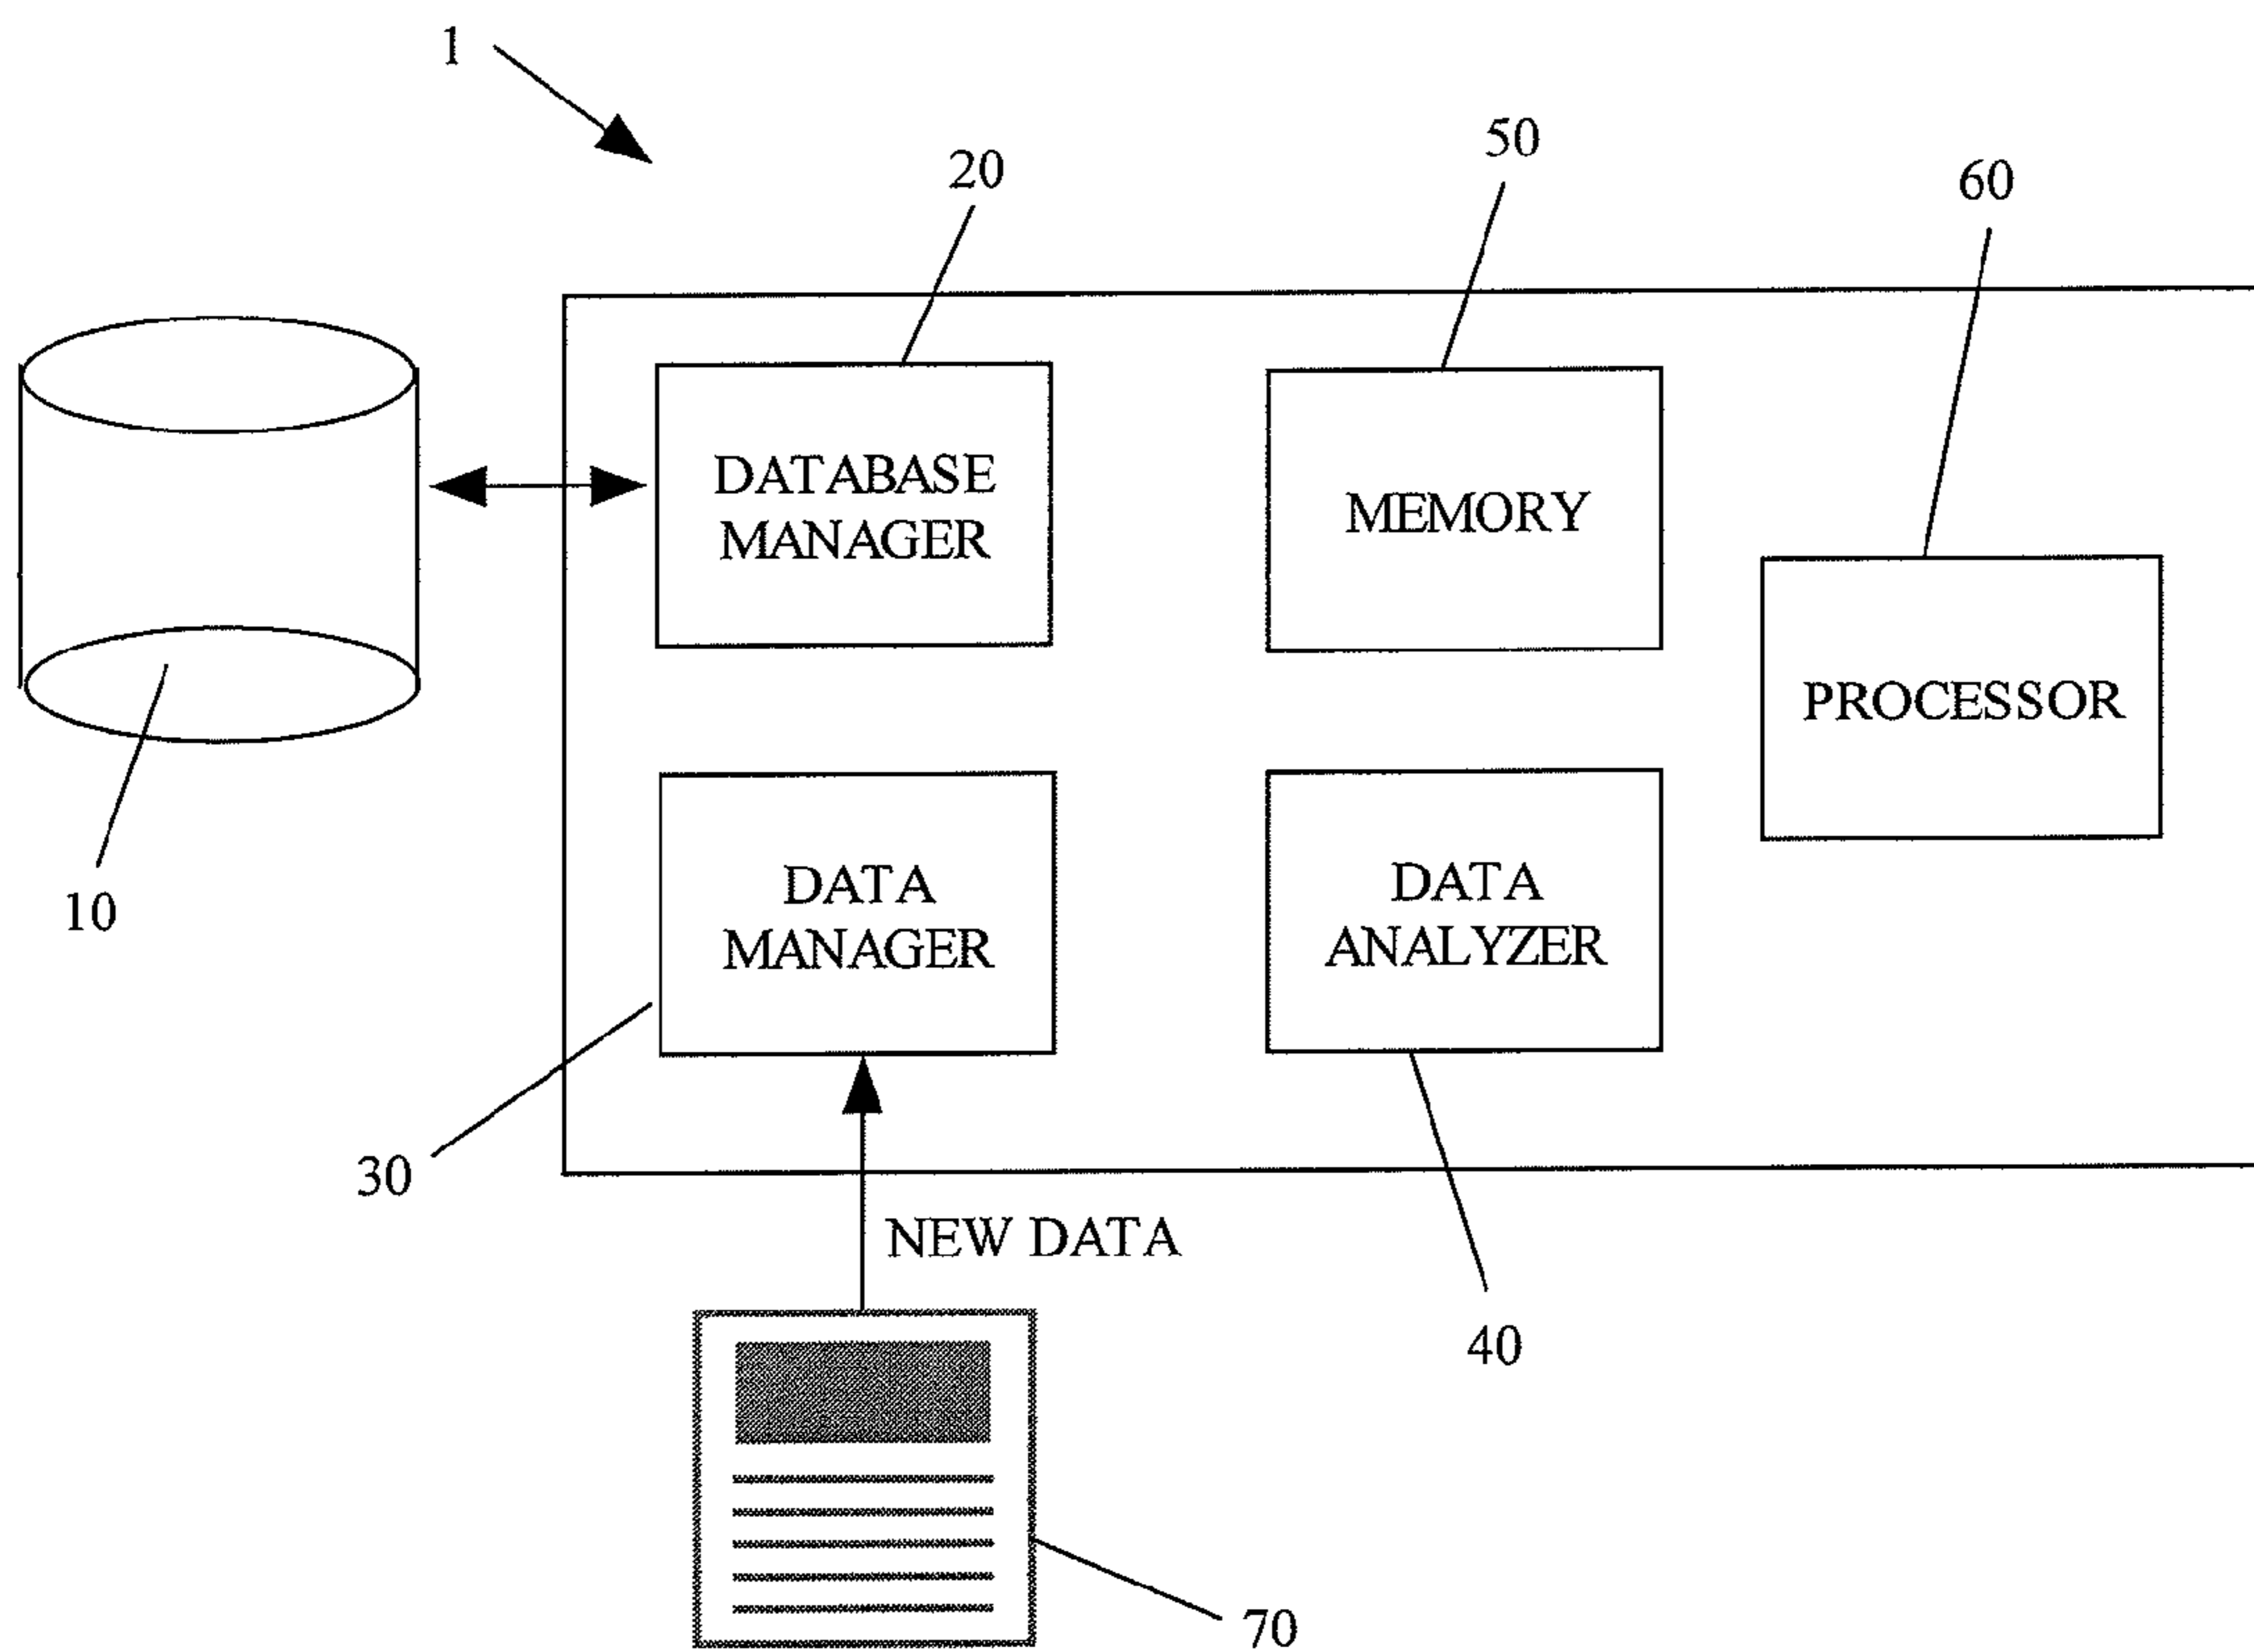 1
20
50
60
DATABASE
MANAGER
MEMORY
PROCESSOR
10
DATA
MANAGER
DATA
ANALYZER
30
NEW DATA
40
70